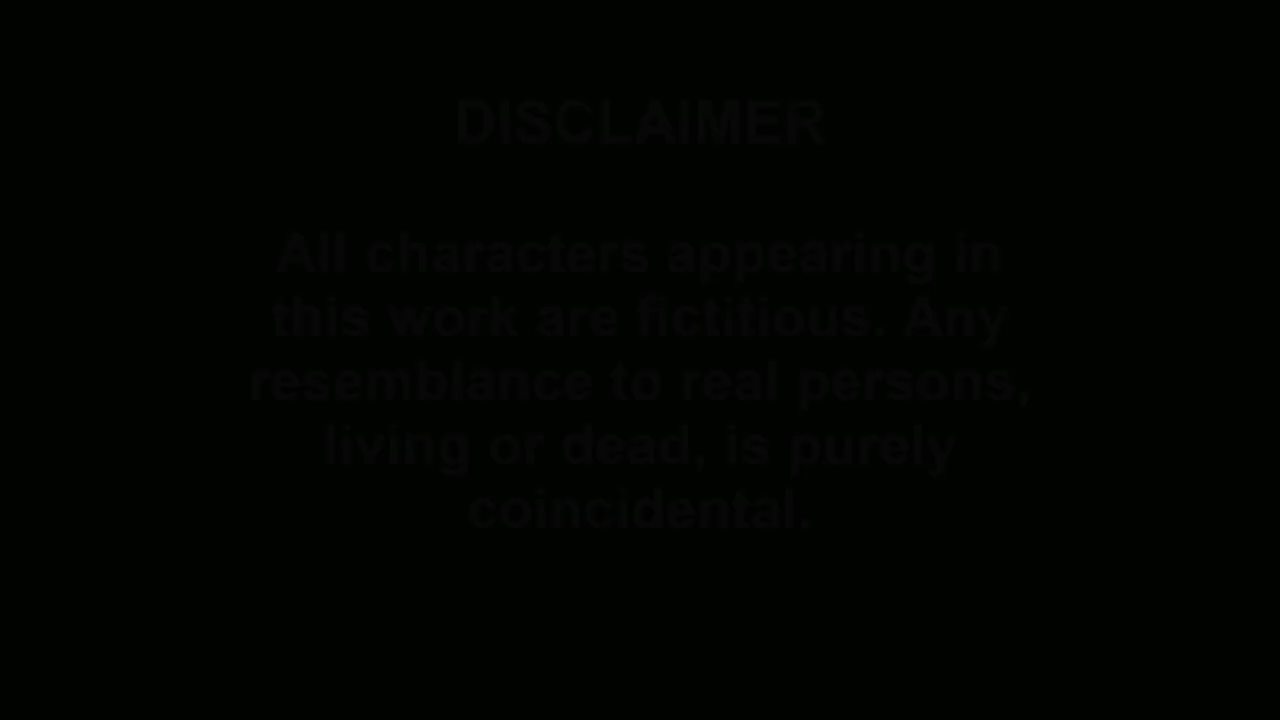 DISCLAIMER
All characters appearing in
this work are fictitious. Any
resemblance to real persons,
living or dead, is purely
coincidental.